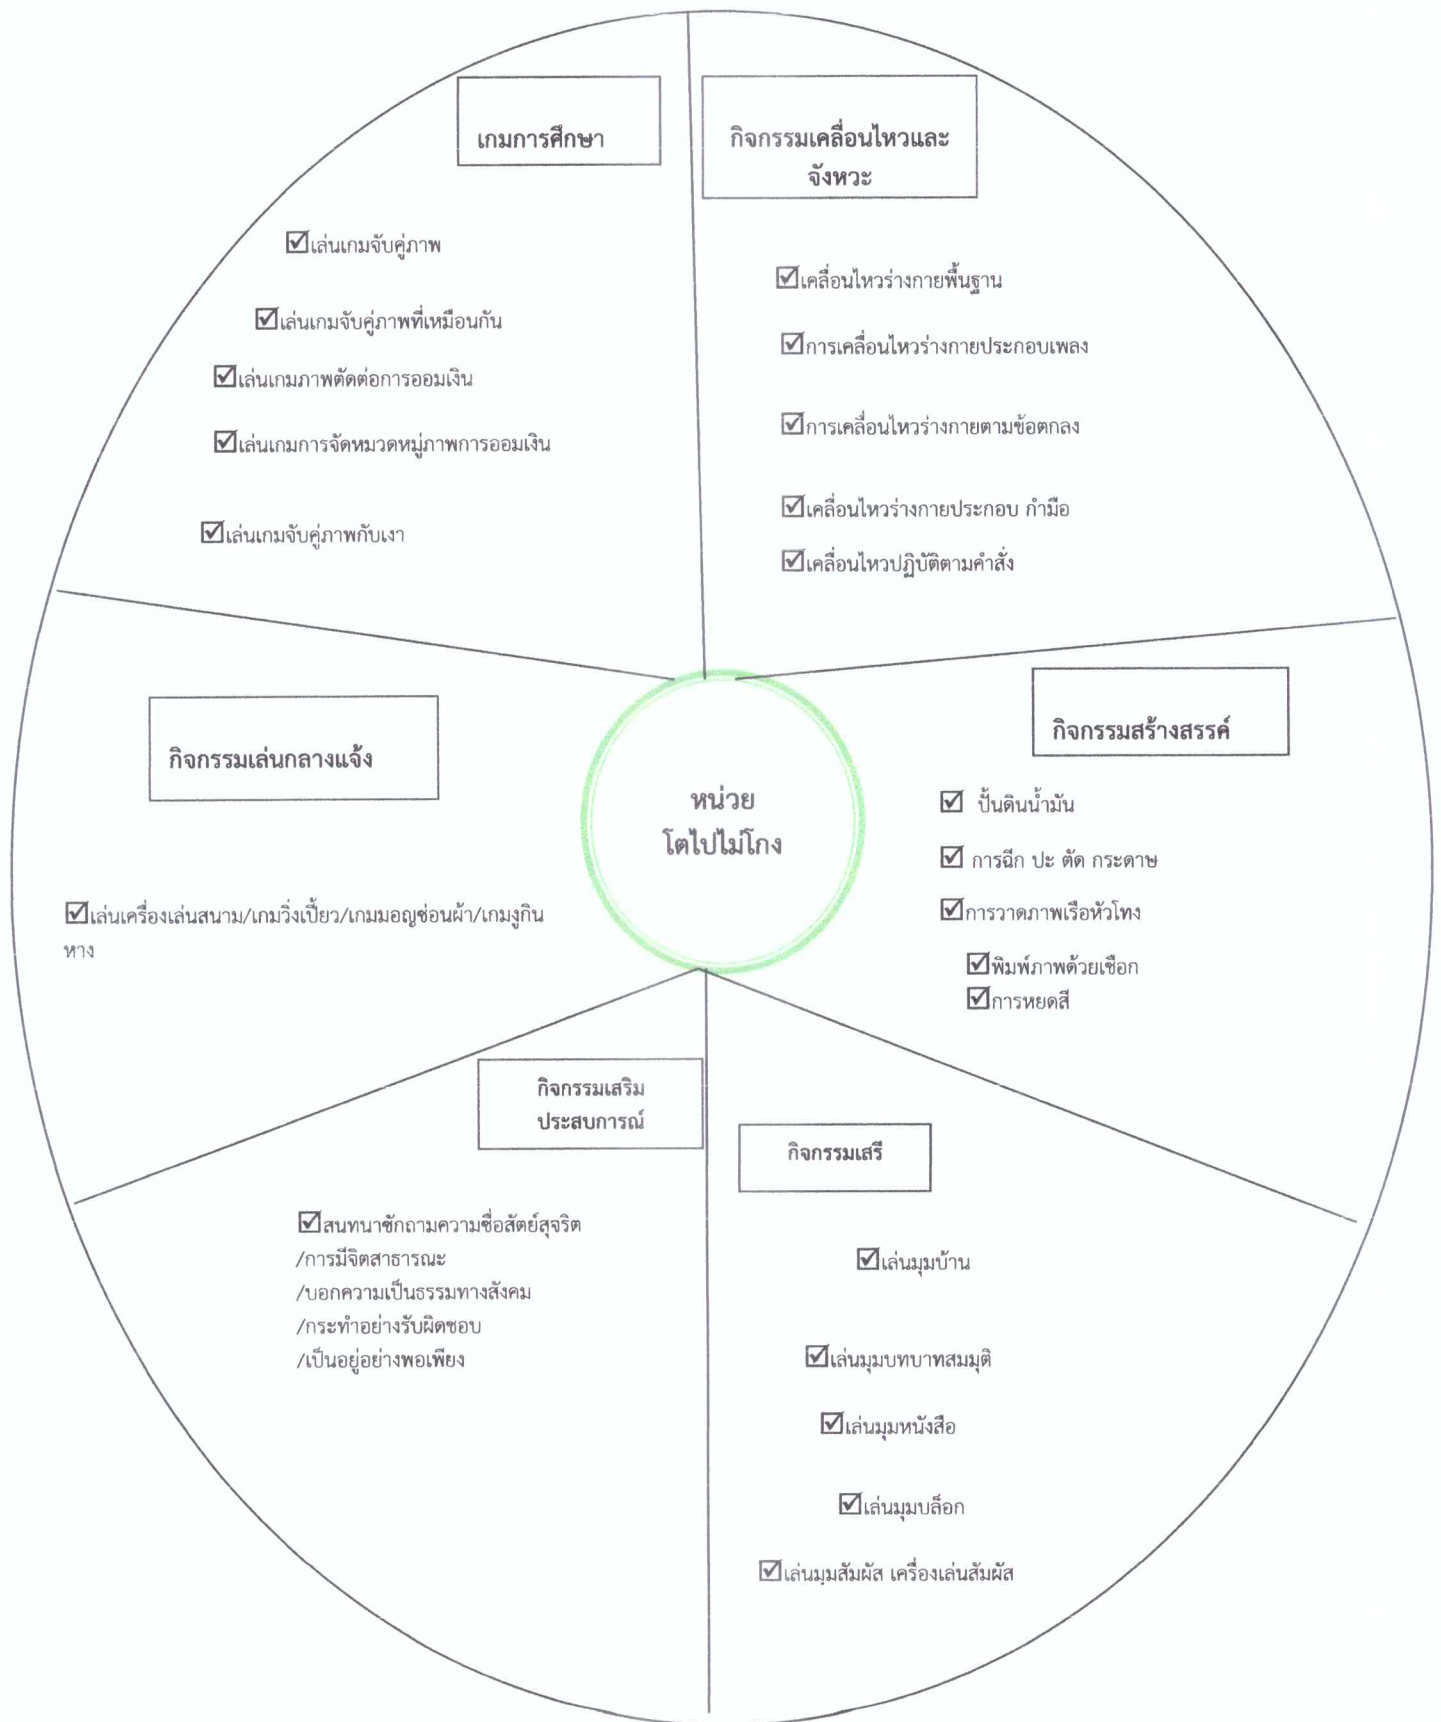 เกมการศึกษา
☑เล่นเกมจับคู่ภาพ
☑เล่นเกมจับคู่ภาพที่เหมือนกัน
☑เล่นเกมภาพตัดต่อการออมเงิน
☑เล่นเกมการจัดหมวดหมู่ภาพการออมเงิน
☑เล่นเกมจับคู่ภาพกับเงา
กิจกรรมเคลื่อนไหวและ
จังหวะ
☑เคลื่อนไหวร่างกายพื้นฐาน
☑การเคลื่อนไหวร่างกายประกอบเพลง
☑การเคลื่อนไหวร่างกายตามข้อตกลง
☑เคลื่อนไหวร่างกายประกอบ กำมือ
☑เคลื่อนไหวปฏิบัติตามคำสั่ง
กิจกรรมเล่นกลางแจ้ง
☑เล่นเครื่องเล่นสนาม/เกมวิ่งเปี้ยว/เกมมอญซ่อนผ้า/เกมงูกิน
หาง
หน่วย
โตไปไม่โกง
กิจกรรมสร้างสรรค์
☑ ปั้นดินน้ำมัน
☑ การฉีก ปะ ตัด กระดาษ
☑การวาดภาพเรือหัวโทง
☑พิมพ์ภาพด้วยเชือก
☑การหยดสี
กิจกรรมเสริม
ประสบการณ์
☑สนทนาซักถามความซื่อสัตย์สุจริต
/การมีจิตสาธารณะ
/บอกความเป็นธรรมทางสังคม
/กระทำอย่างรับผิดชอบ
/เป็นอยู่อย่างพอเพียง
กิจกรรมเสรี
☑เล่นมุมบ้าน
☑เล่นมุมบทบาทสมมุติ
☑เล่นมุมหนังสือ
☑เล่นมุมบล็อก
☑เล่นมุมสัมผัส เครื่องเล่นสัมผัส